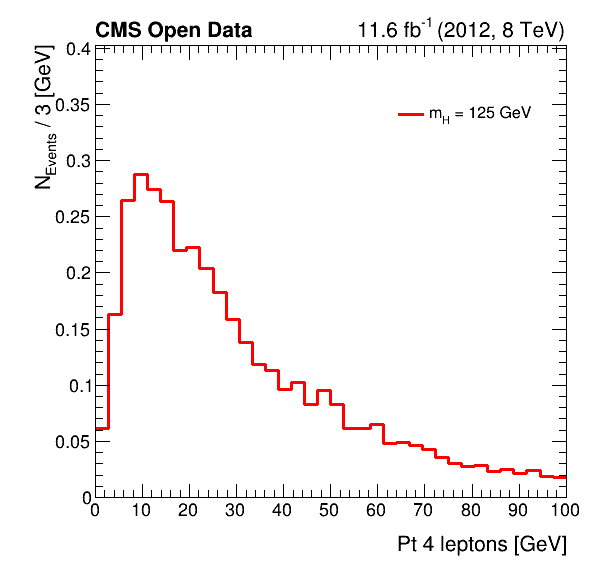 CMS Open Data 11.6 fb⁻¹ (2012, 8 TeV)
N_Events / 3 [GeV]
0.4
0.35
0.3
0.25
0.2
0.15
0.1
0.05
0
m_H = 125 GeV
0 10 20 30 40 50 60 70 80 90 100
Pt 4 leptons [GeV]